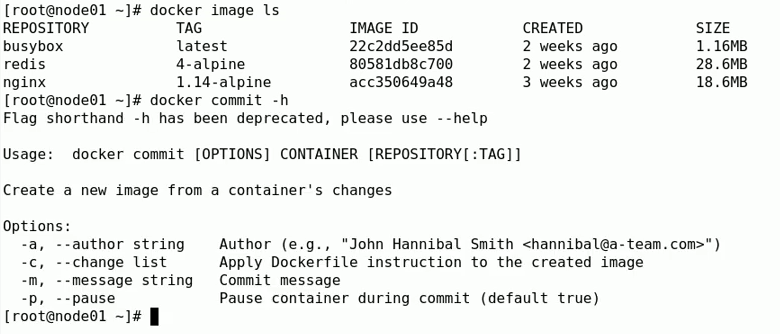 [root@node01 ~]# docker image ls
REPOSITORY          TAG                 IMAGE ID            CREATED             SIZE
busybox             latest              22c2dd5ee85d        2 weeks ago         1.16MB
redis               4-alpine            80581db8c700        2 weeks ago         28.6MB
nginx               1.14-alpine         acc350649a48        3 weeks ago         18.6MB
[root@node01 ~]# docker commit -h
Flag shorthand -h has been deprecated, please use --help

Usage:  docker commit [OPTIONS] CONTAINER [REPOSITORY[:TAG]]

Create a new image from a container's changes

Options:
  -a, --author string    Author (e.g., "John Hannibal Smith <hannibal@a-team.com>")
  -c, --change list      Apply Dockerfile instruction to the created image
  -m, --message string   Commit message
  -p, --pause            Pause container during commit (default true)
[root@node01 ~]#